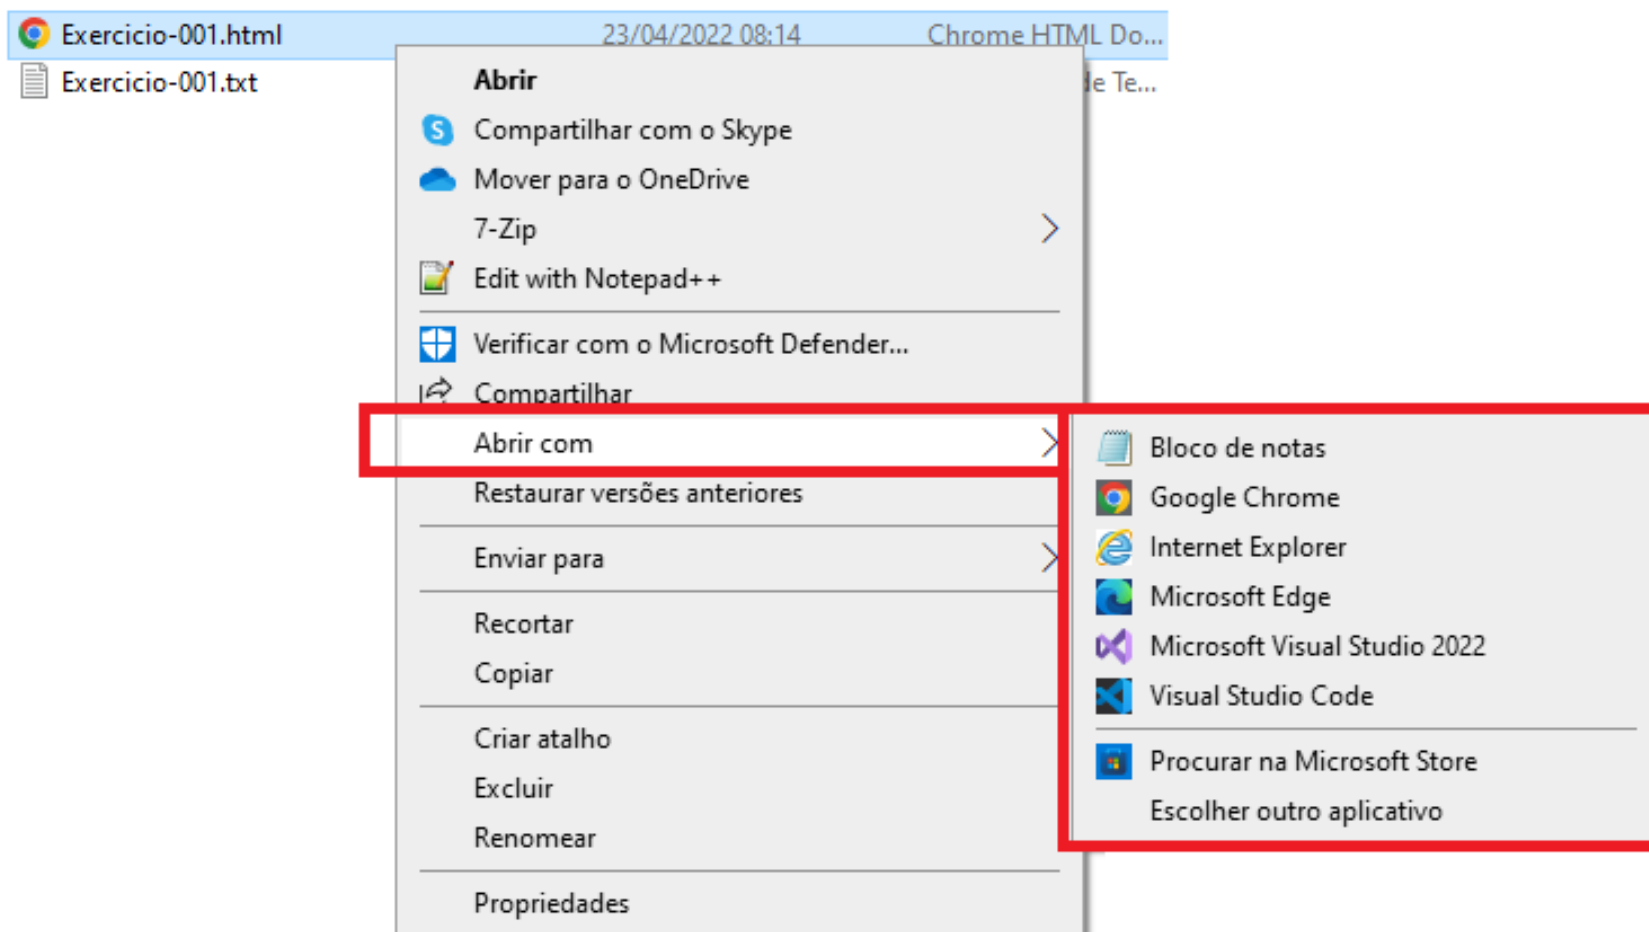 Exercicio-001.html 23/04/2022 08:14 Chrome HTML Do...
Exercicio-001.txt de Te...
Abrir
Compartilhar com o Skype
Mover para o OneDrive
7-Zip
Edit with Notepad++
Verificar com o Microsoft Defender...
Compartilhar
Abrir com
Restaurar versões anteriores
Enviar para
Recortar
Copiar
Criar atalho
Excluir
Renomear
Propriedades
Bloco de notas
Google Chrome
Internet Explorer
Microsoft Edge
Microsoft Visual Studio 2022
Visual Studio Code
Procurar na Microsoft Store
Escolher outro aplicativo